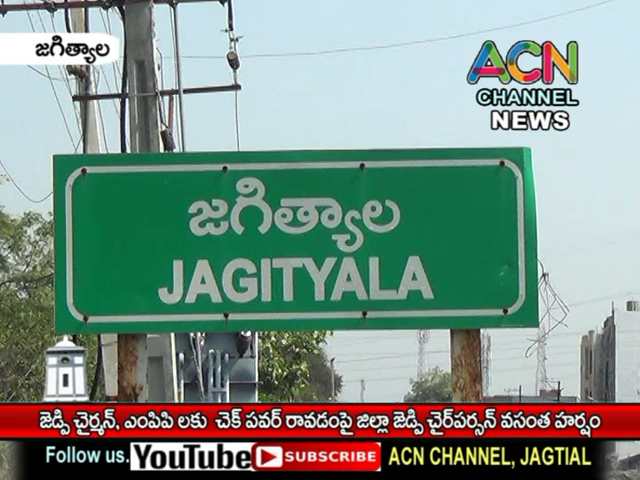 జగిత్యాల
ACN
CHANNEL
NEWS
జగిత్యాల
JAGITYALA
జెడ్పి ఛైర్మన్, ఎంపిపి లకు చెక్ పవర్ రావడంపై జిల్లా జెడ్పి ఛైర్‌పర్సన్ వసంత హర్షం
Follow us. YouTube SUBSCRIBE ACN CHANNEL, JAGTIAL